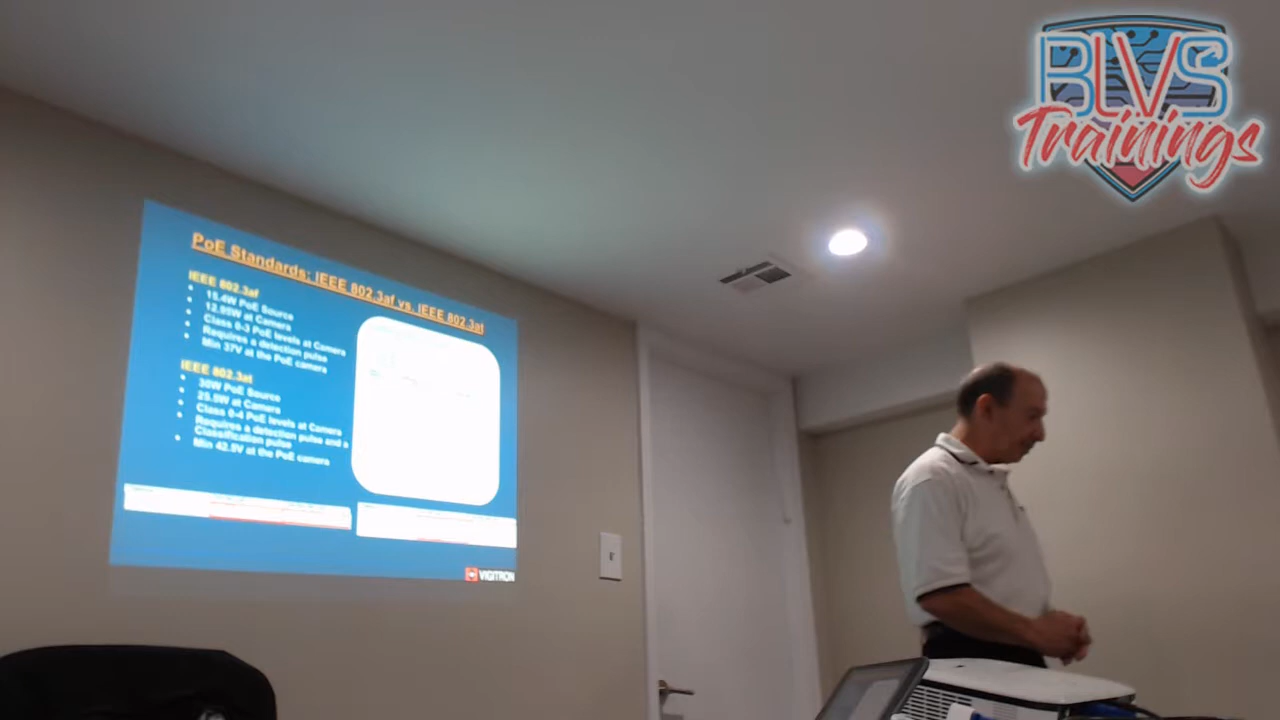 BLVS
Trainings
PoE Standards: IEEE 802.3af vs. IEEE 802.3at
IEEE 802.3af
• 15.4W PoE Source
• 12.95W at Camera
• Class 0-3 PoE levels at Camera
• Requires a detection pulse
• Min 37V at the PoE camera
IEEE 802.3at
• 30W PoE Source
• 25.5W at Camera
• Class 0-4 PoE levels at Camera
• Requires a detection pulse and a
Classification pulse
• Min 42.5V at the PoE camera
VIGITRON